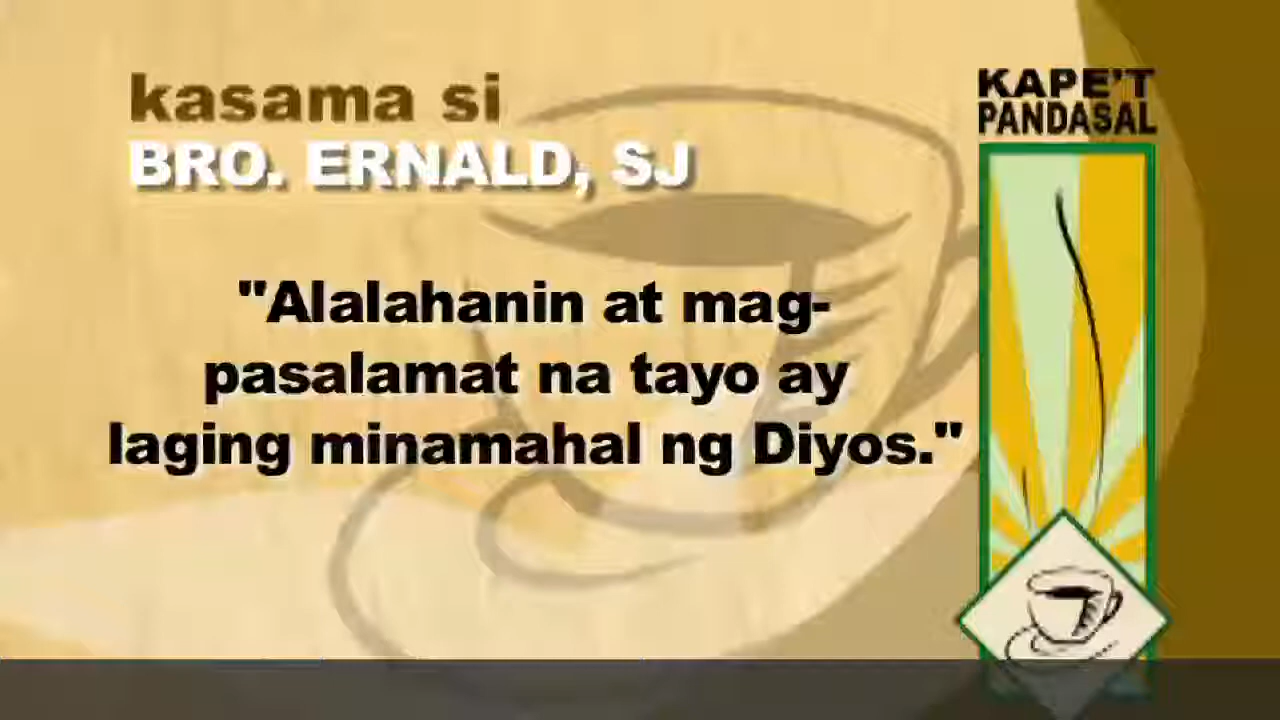 kasama si
BRO. ERNALD, SJ
"Alalahanin at mag-
pasalamat na tayo ay
laging minamahal ng Diyos."
KAPE'T
PANDASAL